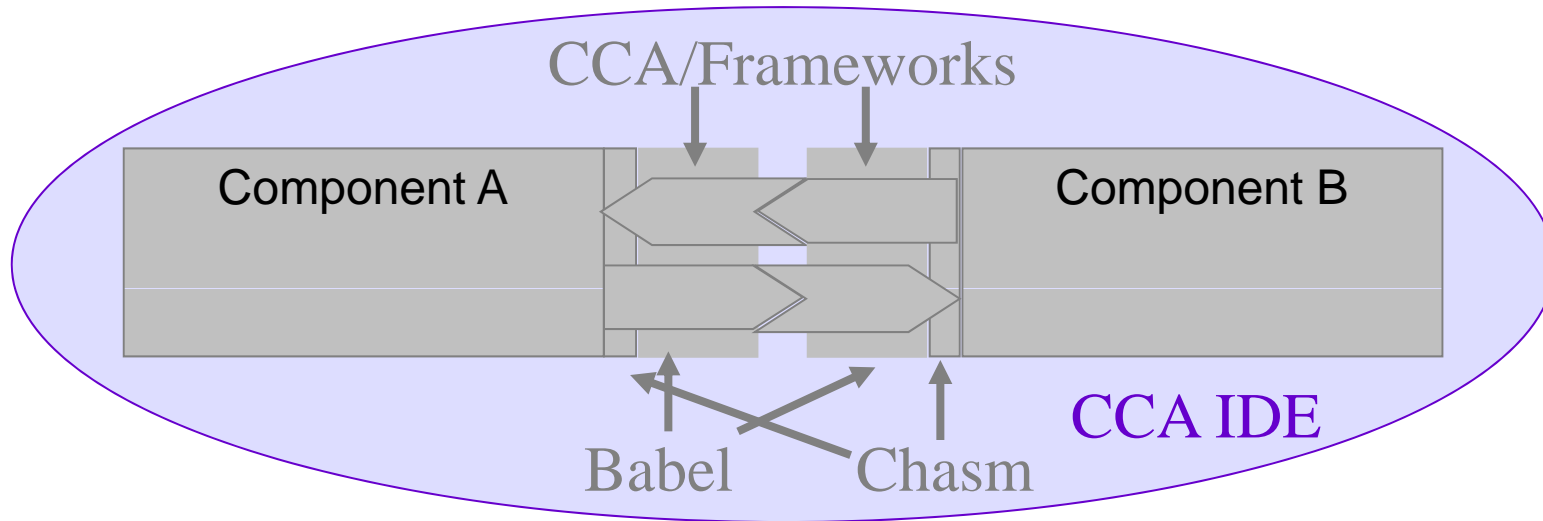 CCA/Frameworks
Component A
Component B
CCA IDE
Babel
Chasm